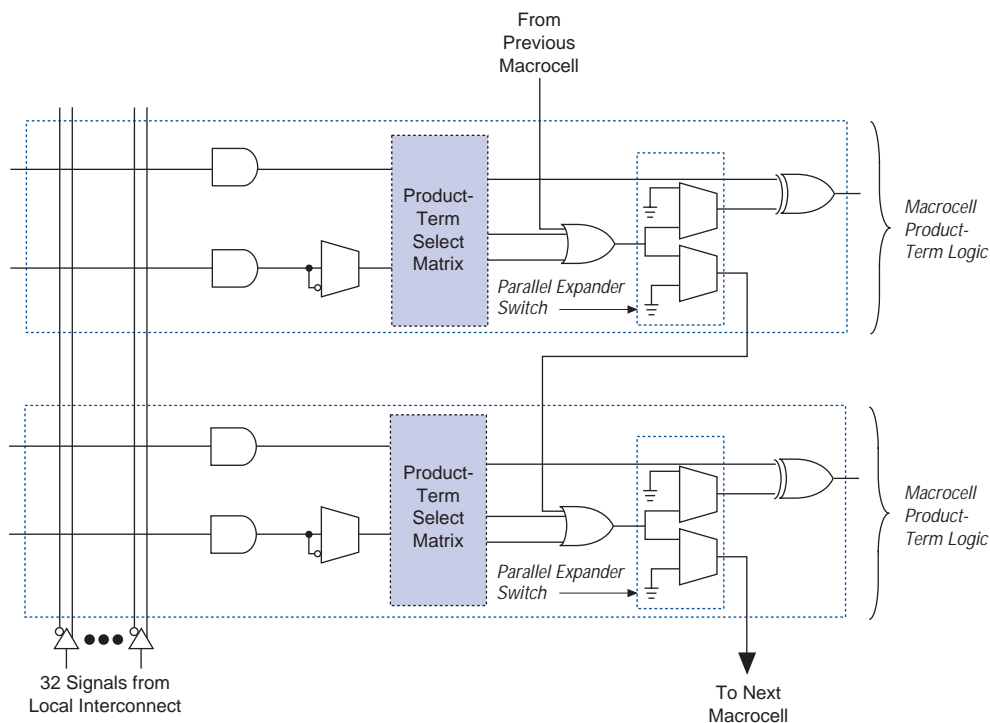 From
Previous
Macrocell
Product-
Term
Select
Matrix
Macrocell
Product-
Term Logic
Parallel Expander
Switch
Product-
Term
Select
Matrix
Macrocell
Product-
Term Logic
Parallel Expander
Switch
32 Signals from
Local Interconnect
To Next
Macrocell